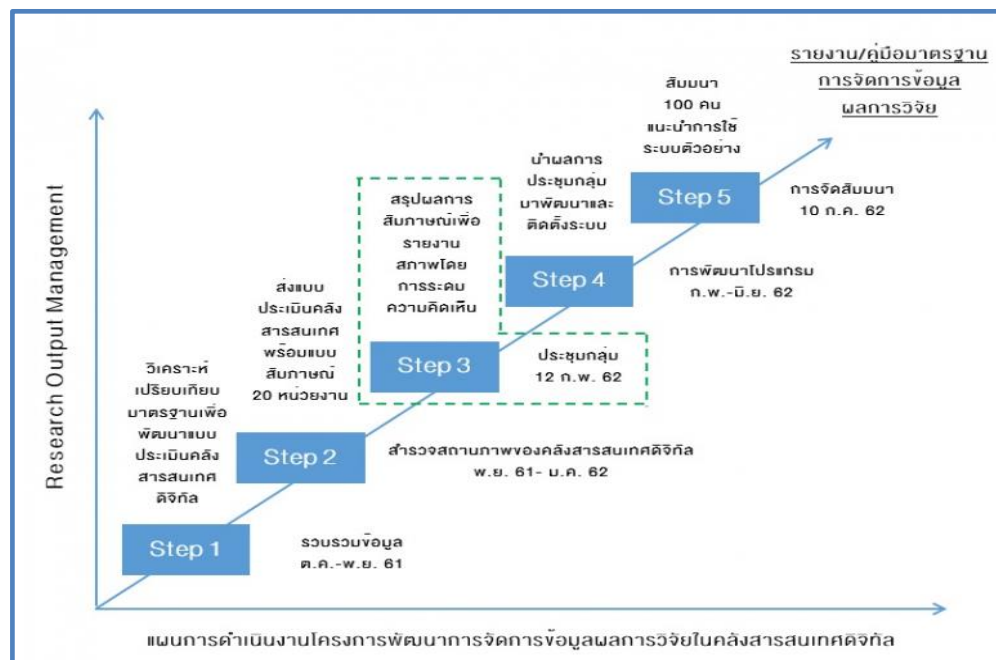 รายงาน/คู่มือมาตรฐาน
การจัดการข้อมูล
ผลการวิจัย
สัมมนา
100 คน
แนะนำการใช้
ระบบตัวอย่าง
Step 5
การจัดสัมมนา
10 ก.ค. 62
นำผลการ
ประชุมกลุ่ม
มาพัฒนาและ
ติดตั้งระบบ
Step 4
การพัฒนาโปรแกรม
ก.พ.-มิ.ย. 62
สรุปผลการ
สัมภาษณ์เพื่อ
รายงาน
สภาพโดย
การระดม
ความคิดเห็น
Step 3
ประชุมกลุ่ม
12 ก.พ. 62
ส่งแบบ
ประเมินคลัง
สารสนเทศ
พร้อมแบบ
สัมภาษณ์
20 หน่วยงาน
Step 2
สำรวจสถานภาพของคลังสารสนเทศดิจิทัล
พ.ย. 61- ม.ค. 62
วิเคราะห์
เปรียบเทียบ
มาตรฐานเพื่อ
พัฒนาแบบ
ประเมินคลัง
สารสนเทศ
ดิจิทัล
Step 1
รวบรวมข้อมูล
ต.ค.-พ.ย. 61
Research Output Management
แผนการดำเนินงานโครงการพัฒนาการจัดการข้อมูลผลการวิจัยในคลังสารสนเทศดิจิทัล